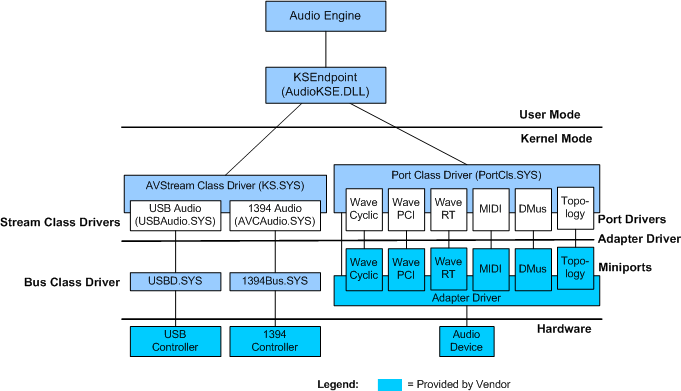 Audio Engine
KSEndpoint
(AudioKSE.DLL)
User Mode
Kernel Mode
AVStream Class Driver (KS.SYS)
Port Class Driver (PortCls.SYS)
Stream Class Drivers
USB Audio
(USBAudio.SYS)
1394 Audio
(AVCAudio.SYS)
Wave
Cyclic
Wave
PCI
Wave
RT
MIDI
DMus
Topo-
logy
Port Drivers
Adapter Driver
Bus Class Driver
USBD.SYS
1394Bus.SYS
Wave
Cyclic
Wave
PCI
Wave
RT
MIDI
DMus
Topo-
logy
Miniports
Adapter Driver
Hardware
USB
Controller
1394
Controller
Audio
Device
Legend:
= Provided by Vendor